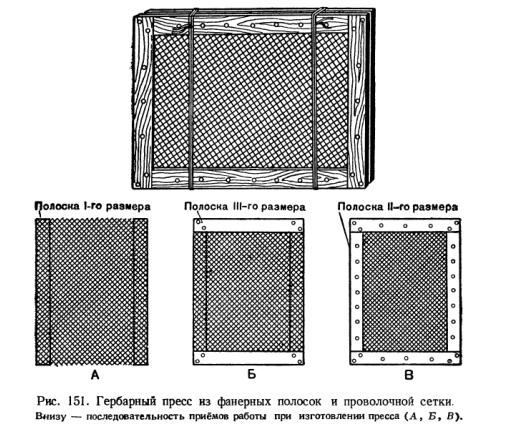 Полоска I-го размера Полоска III-го размера Полоска II-го размера
А Б В
Рис. 151. Гербарный пресс из фанерных полосок и проволочной сетки.
Внизу — последовательность приёмов работы при изготовлении пресса (А, Б, В).